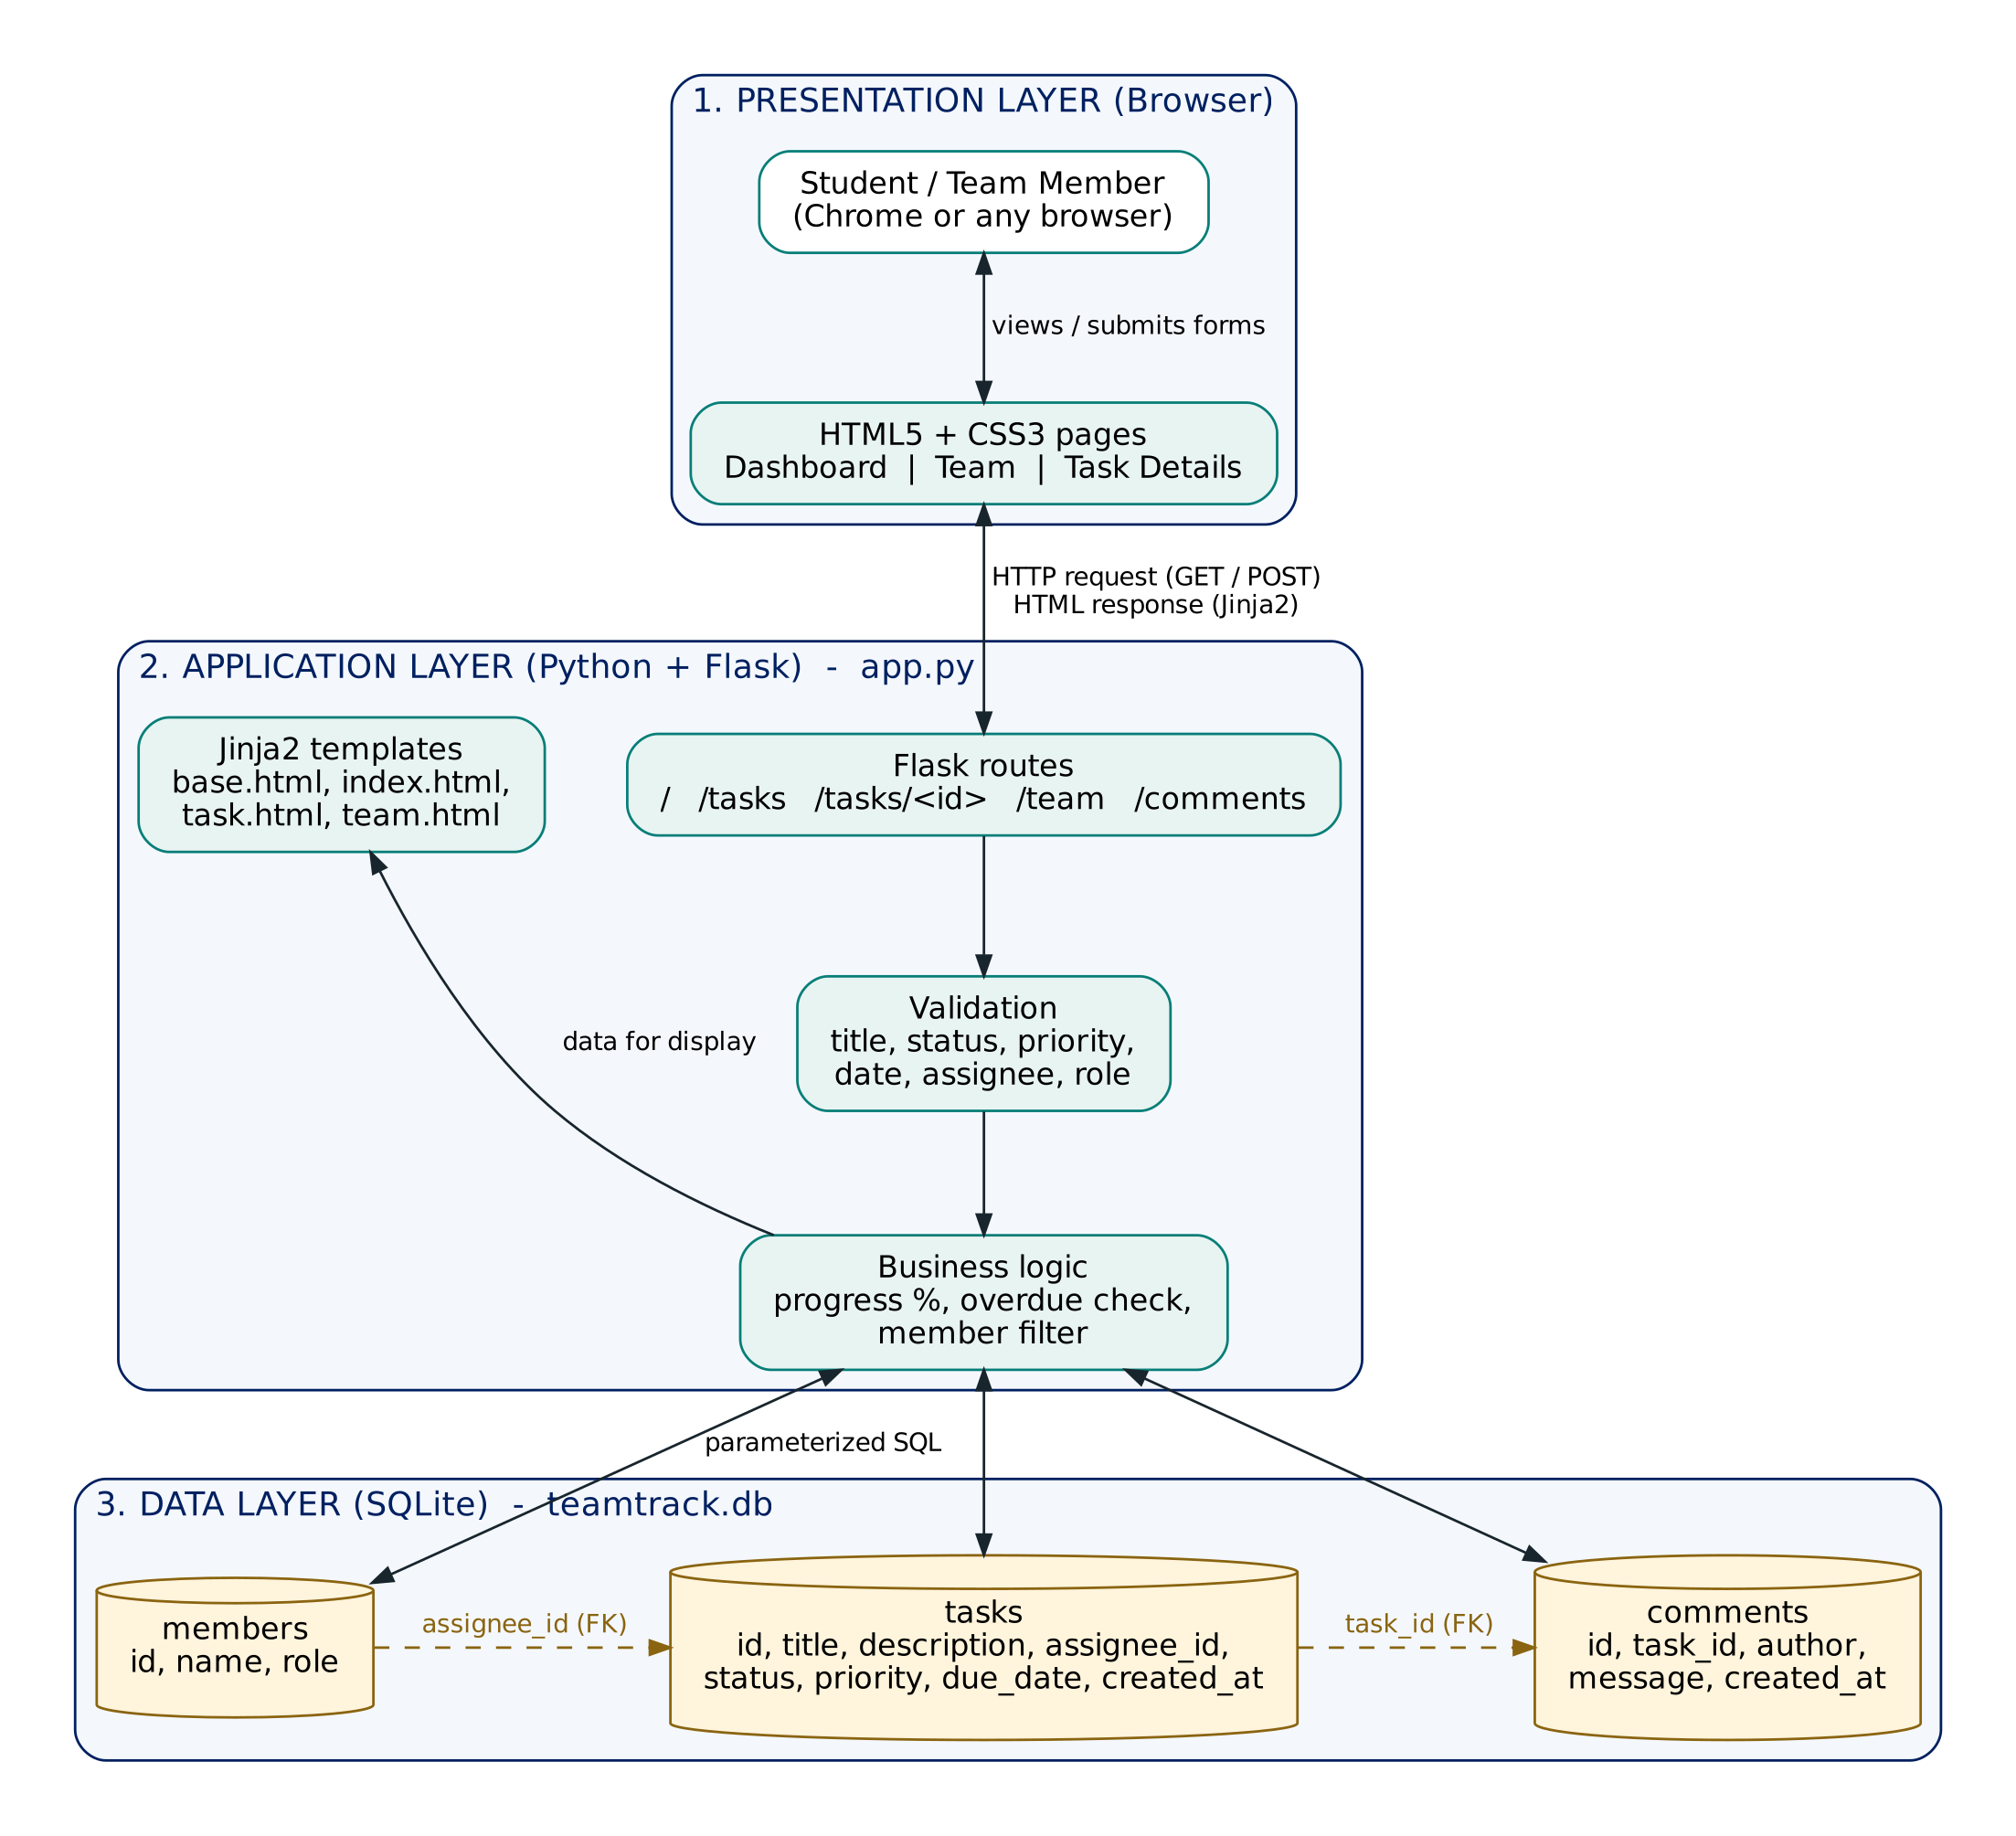 1. PRESENTATION LAYER (Browser)
Student / Team Member
(Chrome or any browser)
views / submits forms
HTML5 + CSS3 pages
Dashboard | Team | Task Details
HTTP request (GET / POST)
HTML response (Jinja2)
2. APPLICATION LAYER (Python + Flask) - app.py
Jinja2 templates
base.html, index.html,
task.html, team.html
Flask routes
/ /tasks /tasks/<id> /team /comments
data for display
Validation
title, status, priority,
date, assignee, role
Business logic
progress %, overdue check,
member filter
parameterized SQL
3. DATA LAYER (SQLite) - teamtrack.db
members
id, name, role
assignee_id (FK)
tasks
id, title, description, assignee_id,
status, priority, due_date, created_at
task_id (FK)
comments
id, task_id, author,
message, created_at